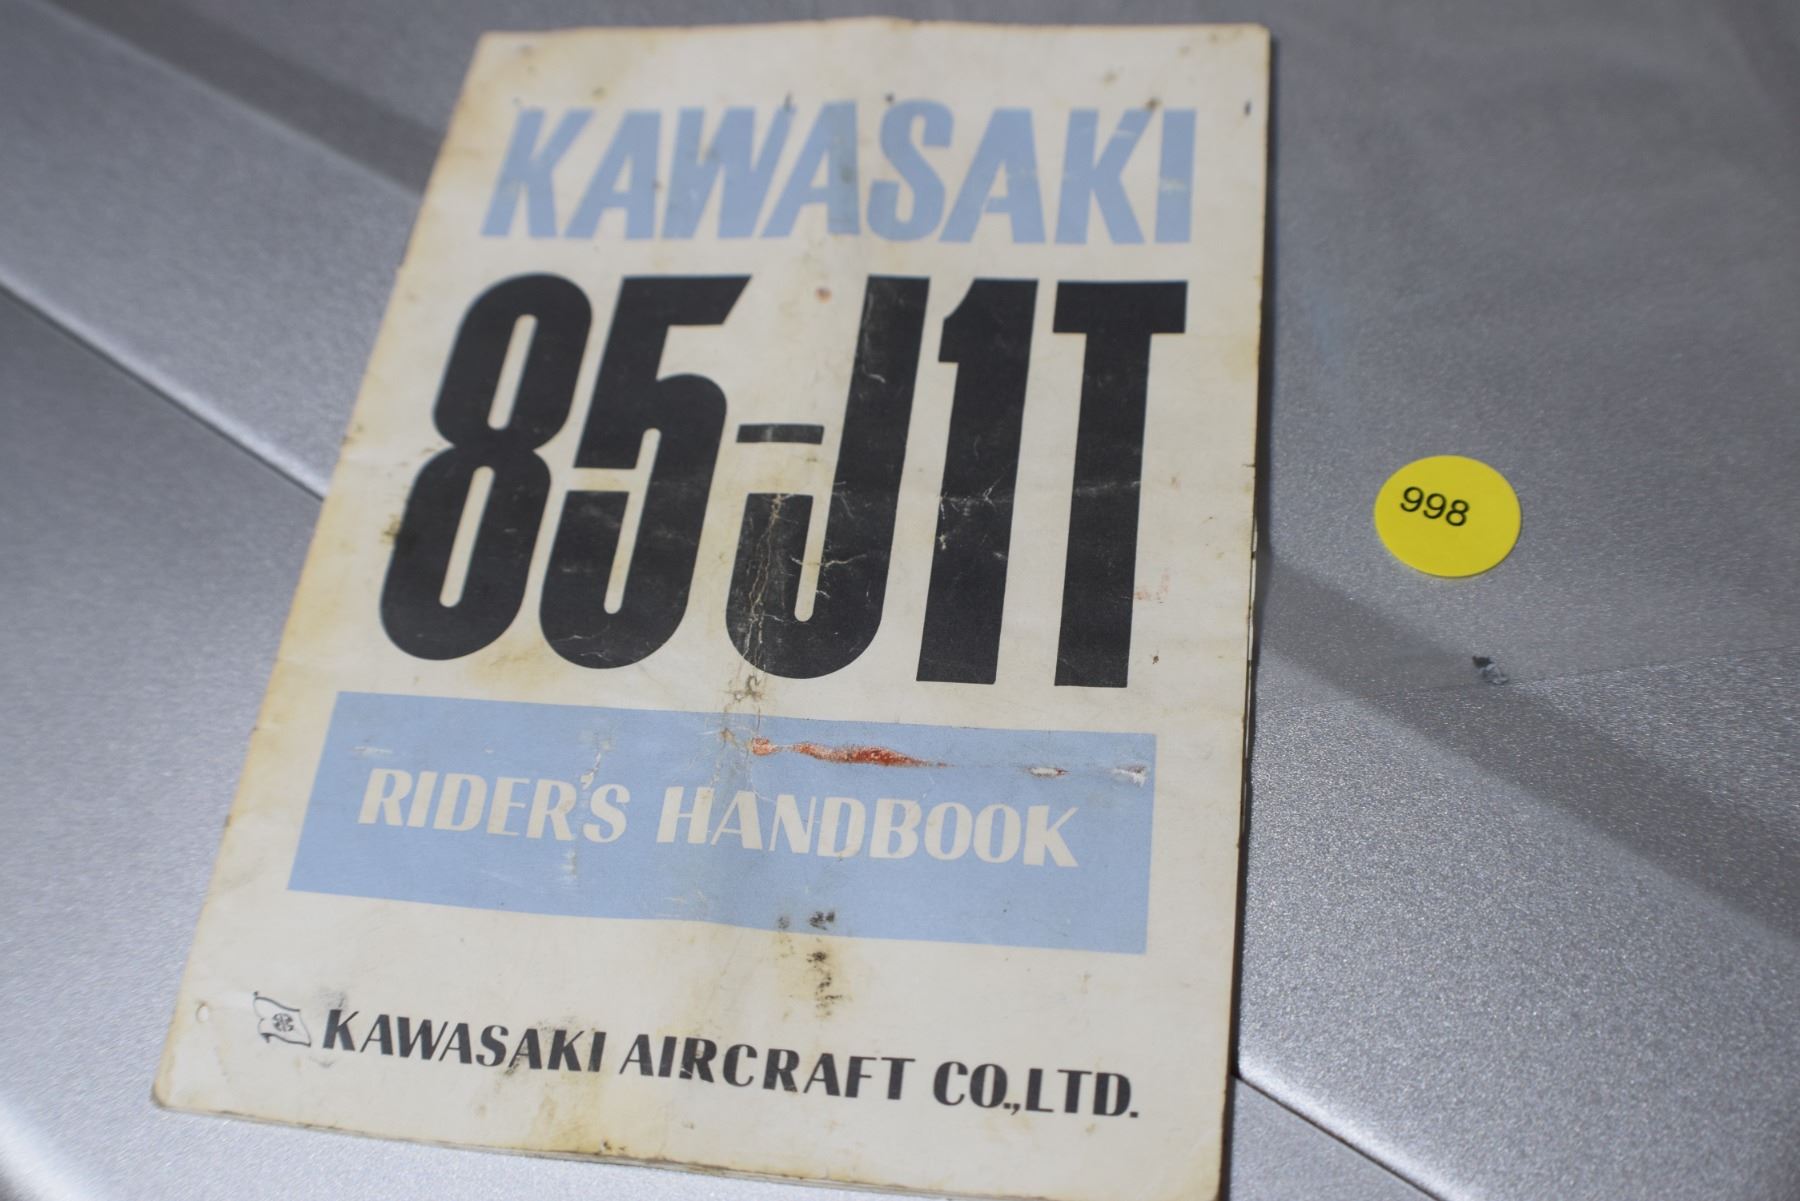 KAWASAKI
85-J1T
RIDER'S HANDBOOK
KAWASAKI AIRCRAFT CO.,LTD.
998